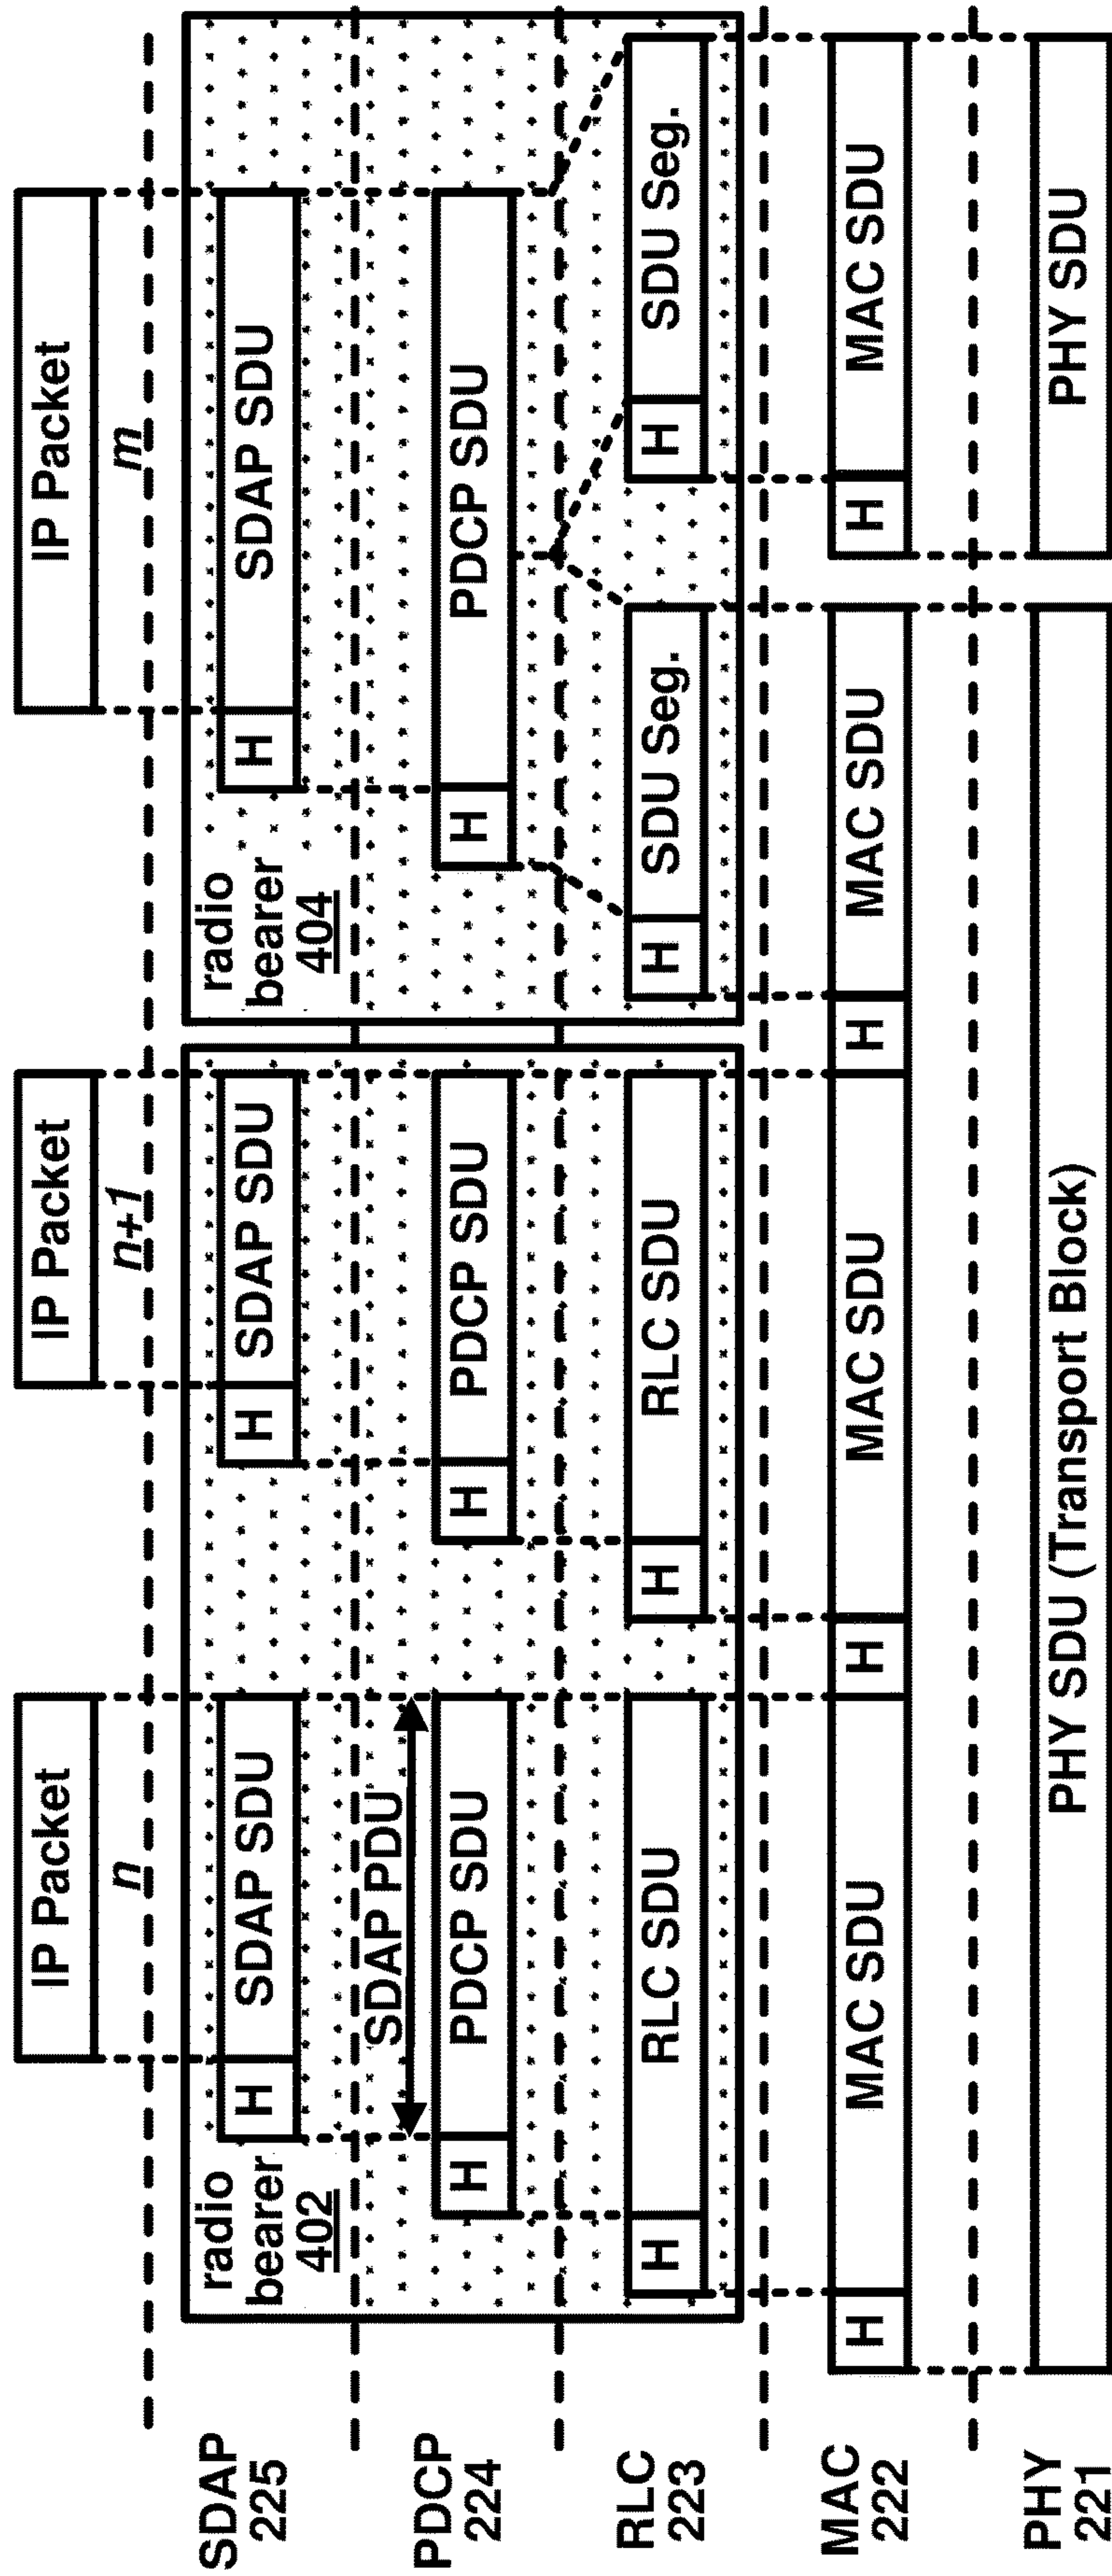 IP Packet IP Packet IP Packet
n n+1 m
SDAP 225
radio bearer 402
H SDAP SDU H SDAP SDU
radio bearer 404
H SDAP SDU
SDAP PDU
PDCP 224
H PDCP SDU H PDCP SDU H PDCP SDU
RLC 223
H RLC SDU H RLC SDU H SDU Seg. H SDU Seg.
MAC 222
H MAC SDU H MAC SDU H MAC SDU H MAC SDU
PHY 221
PHY SDU (Transport Block) PHY SDU